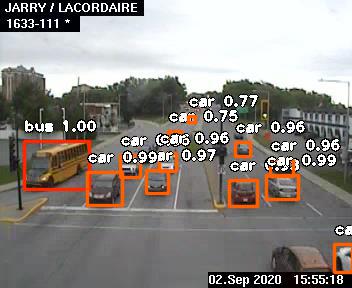 JARRY / LACORDAIRE
1633-111 *
car 0.77
car 0.75
bus 1.00
car 0.96
car 0.96
car 0.96
car 0.99
car 0.97
car 0.99
car
02.Sep 2020 15:55:18